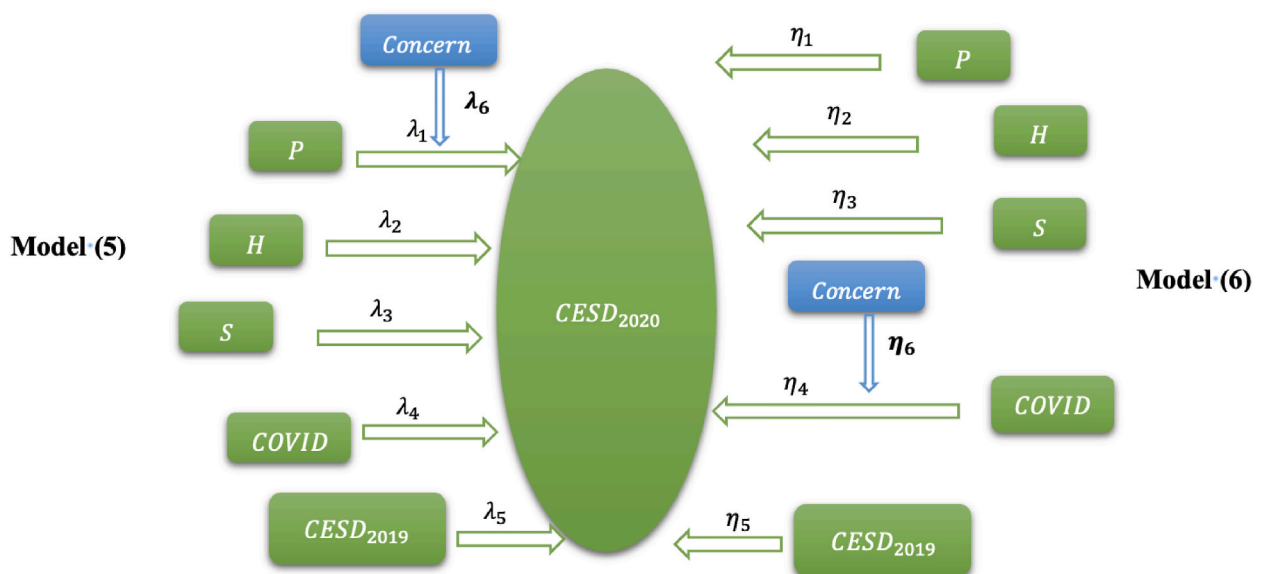 Concern
η₁
P
λ₆
η₂
H
λ₁
P
η₃
S
Model (5)
H
λ₂
Concern
Model (6)
S
λ₃
CESD₂₀₂₀
η₆
η₄
COVID
COVID
λ₄
CESD₂₀₁₉
λ₅
η₅
CESD₂₀₁₉